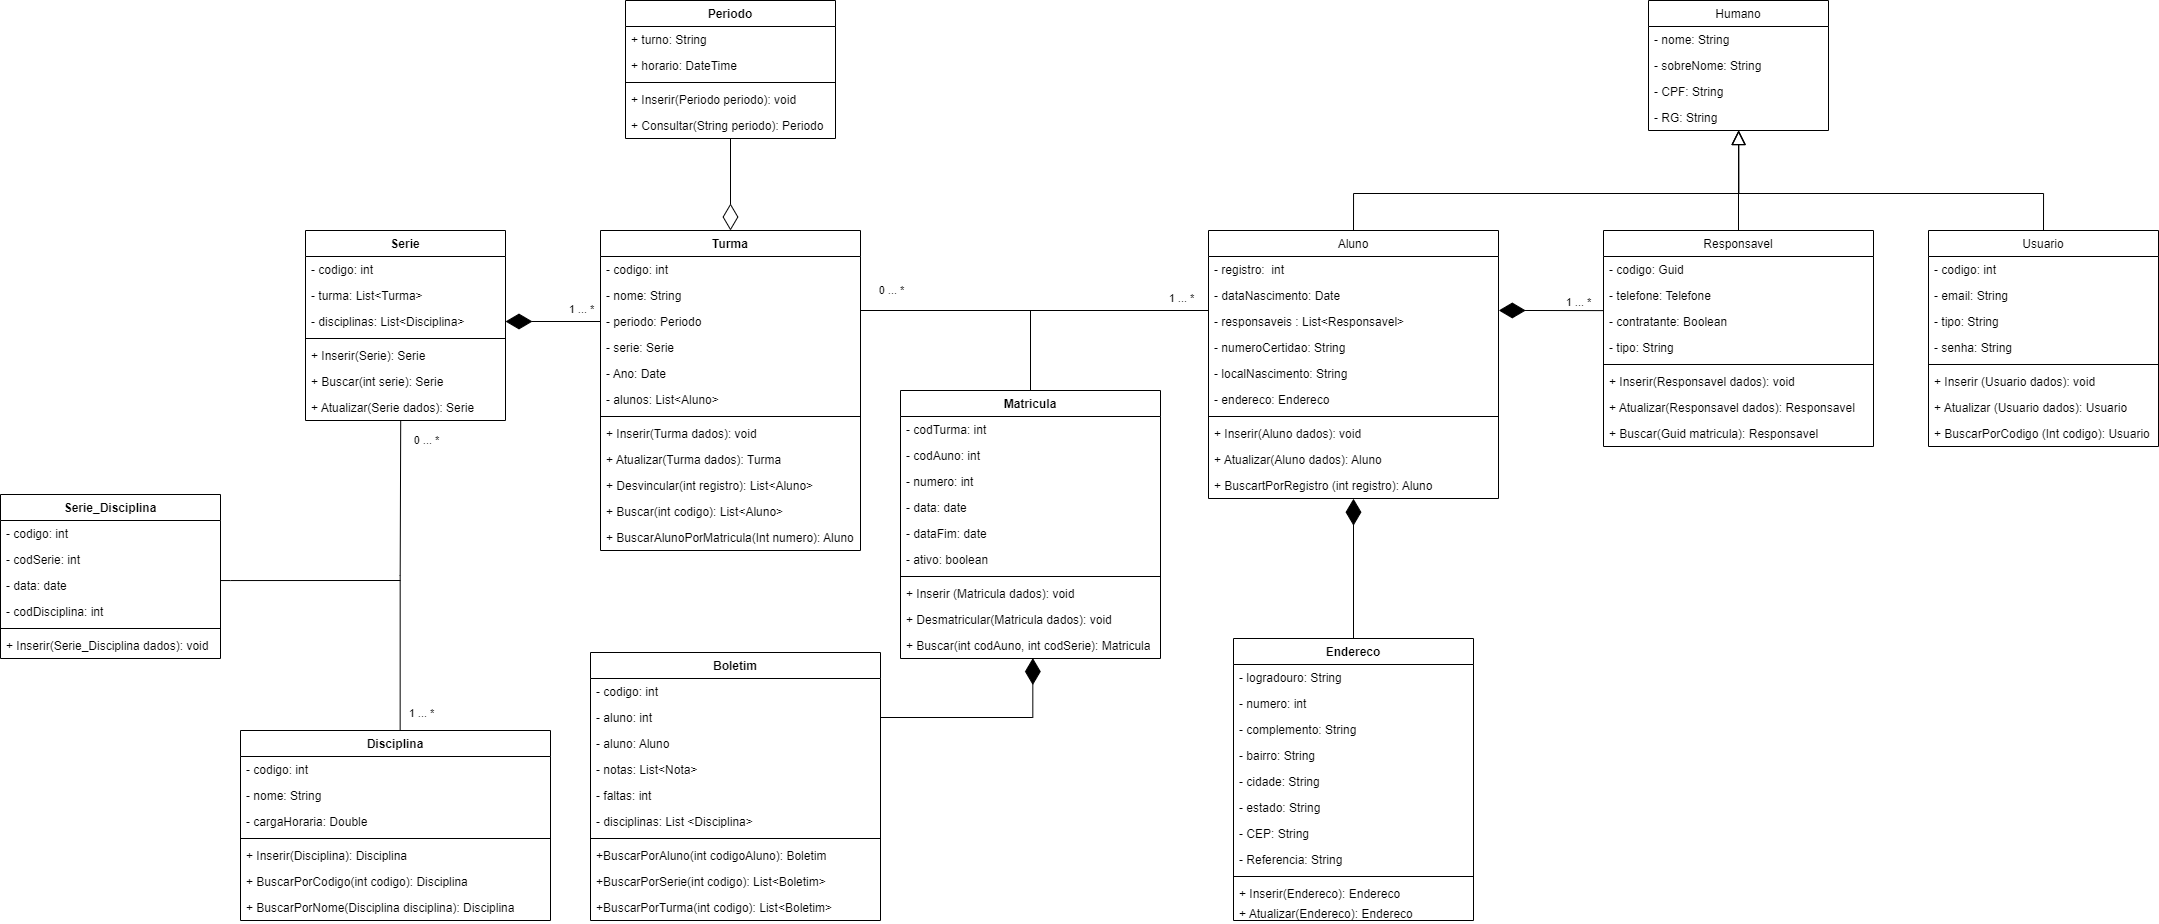 Periodo
+ turno: String
+ horario: DateTime
+ Inserir(Periodo periodo): void
+ Consultar(String periodo): Periodo
Humano
- nome: String
- sobreNome: String
- CPF: String
- RG: String
Serie
- codigo: int
- turma: List<Turma>
- disciplinas: List<Disciplina>
+ Inserir(Serie): Serie
+ Buscar(int serie): Serie
+ Atualizar(Serie dados): Serie
1 ... *
Turma
- codigo: int
- nome: String
- periodo: Periodo
- serie: Serie
- Ano: Date
- alunos: List<Aluno>
+ Inserir(Turma dados): void
+ Atualizar(Turma dados): Turma
+ Desvincular(int registro): List<Aluno>
+ Buscar(int codigo): List<Aluno>
+ BuscarAlunoPorMatricula(Int numero): Aluno
0 ... *
1 ... *
Aluno
- registro:  int
- dataNascimento: Date
- responsaveis : List<Responsavel>
- numeroCertidao: String
- localNascimento: String
- endereco: Endereco
+ Inserir(Aluno dados): void
+ Atualizar(Aluno dados): Aluno
+ BuscartPorRegistro (int registro): Aluno
1 ... *
Responsavel
- codigo: Guid
- telefone: Telefone
- contratante: Boolean
- tipo: String
+ Inserir(Responsavel dados): void
+ Atualizar(Responsavel dados): Responsavel
+ Buscar(Guid matricula): Responsavel
Usuario
- codigo: int
- email: String
- tipo: String
- senha: String
+ Inserir (Usuario dados): void
+ Atualizar (Usuario dados): Usuario
+ BuscarPorCodigo (Int codigo): Usuario
Matricula
- codTurma: int
- codAuno: int
- numero: int
- data: date
- dataFim: date
- ativo: boolean
+ Inserir (Matricula dados): void
+ Desmatricular(Matricula dados): void
+ Buscar(int codAuno, int codSerie): Matricula
0 ... *
Serie_Disciplina
- codigo: int
- codSerie: int
- data: date
- codDisciplina: int
+ Inserir(Serie_Disciplina dados): void
1 ... *
Disciplina
- codigo: int
- nome: String
- cargaHoraria: Double
+ Inserir(Disciplina): Disciplina
+ BuscarPorCodigo(int codigo): Disciplina
+ BuscarPorNome(Disciplina disciplina): Disciplina
Boletim
- codigo: int
- aluno: int
- aluno: Aluno
- notas: List<Nota>
- faltas: int
- disciplinas: List <Disciplina>
+BuscarPorAluno(int codigoAluno): Boletim
+BuscarPorSerie(int codigo): List<Boletim>
+BuscarPorTurma(int codigo): List<Boletim>
Endereco
- logradouro: String
- numero: int
- complemento: String
- bairro: String
- cidade: String
- estado: String
- CEP: String
- Referencia: String
+ Inserir(Endereco): Endereco
+ Atualizar(Endereco): Endereco